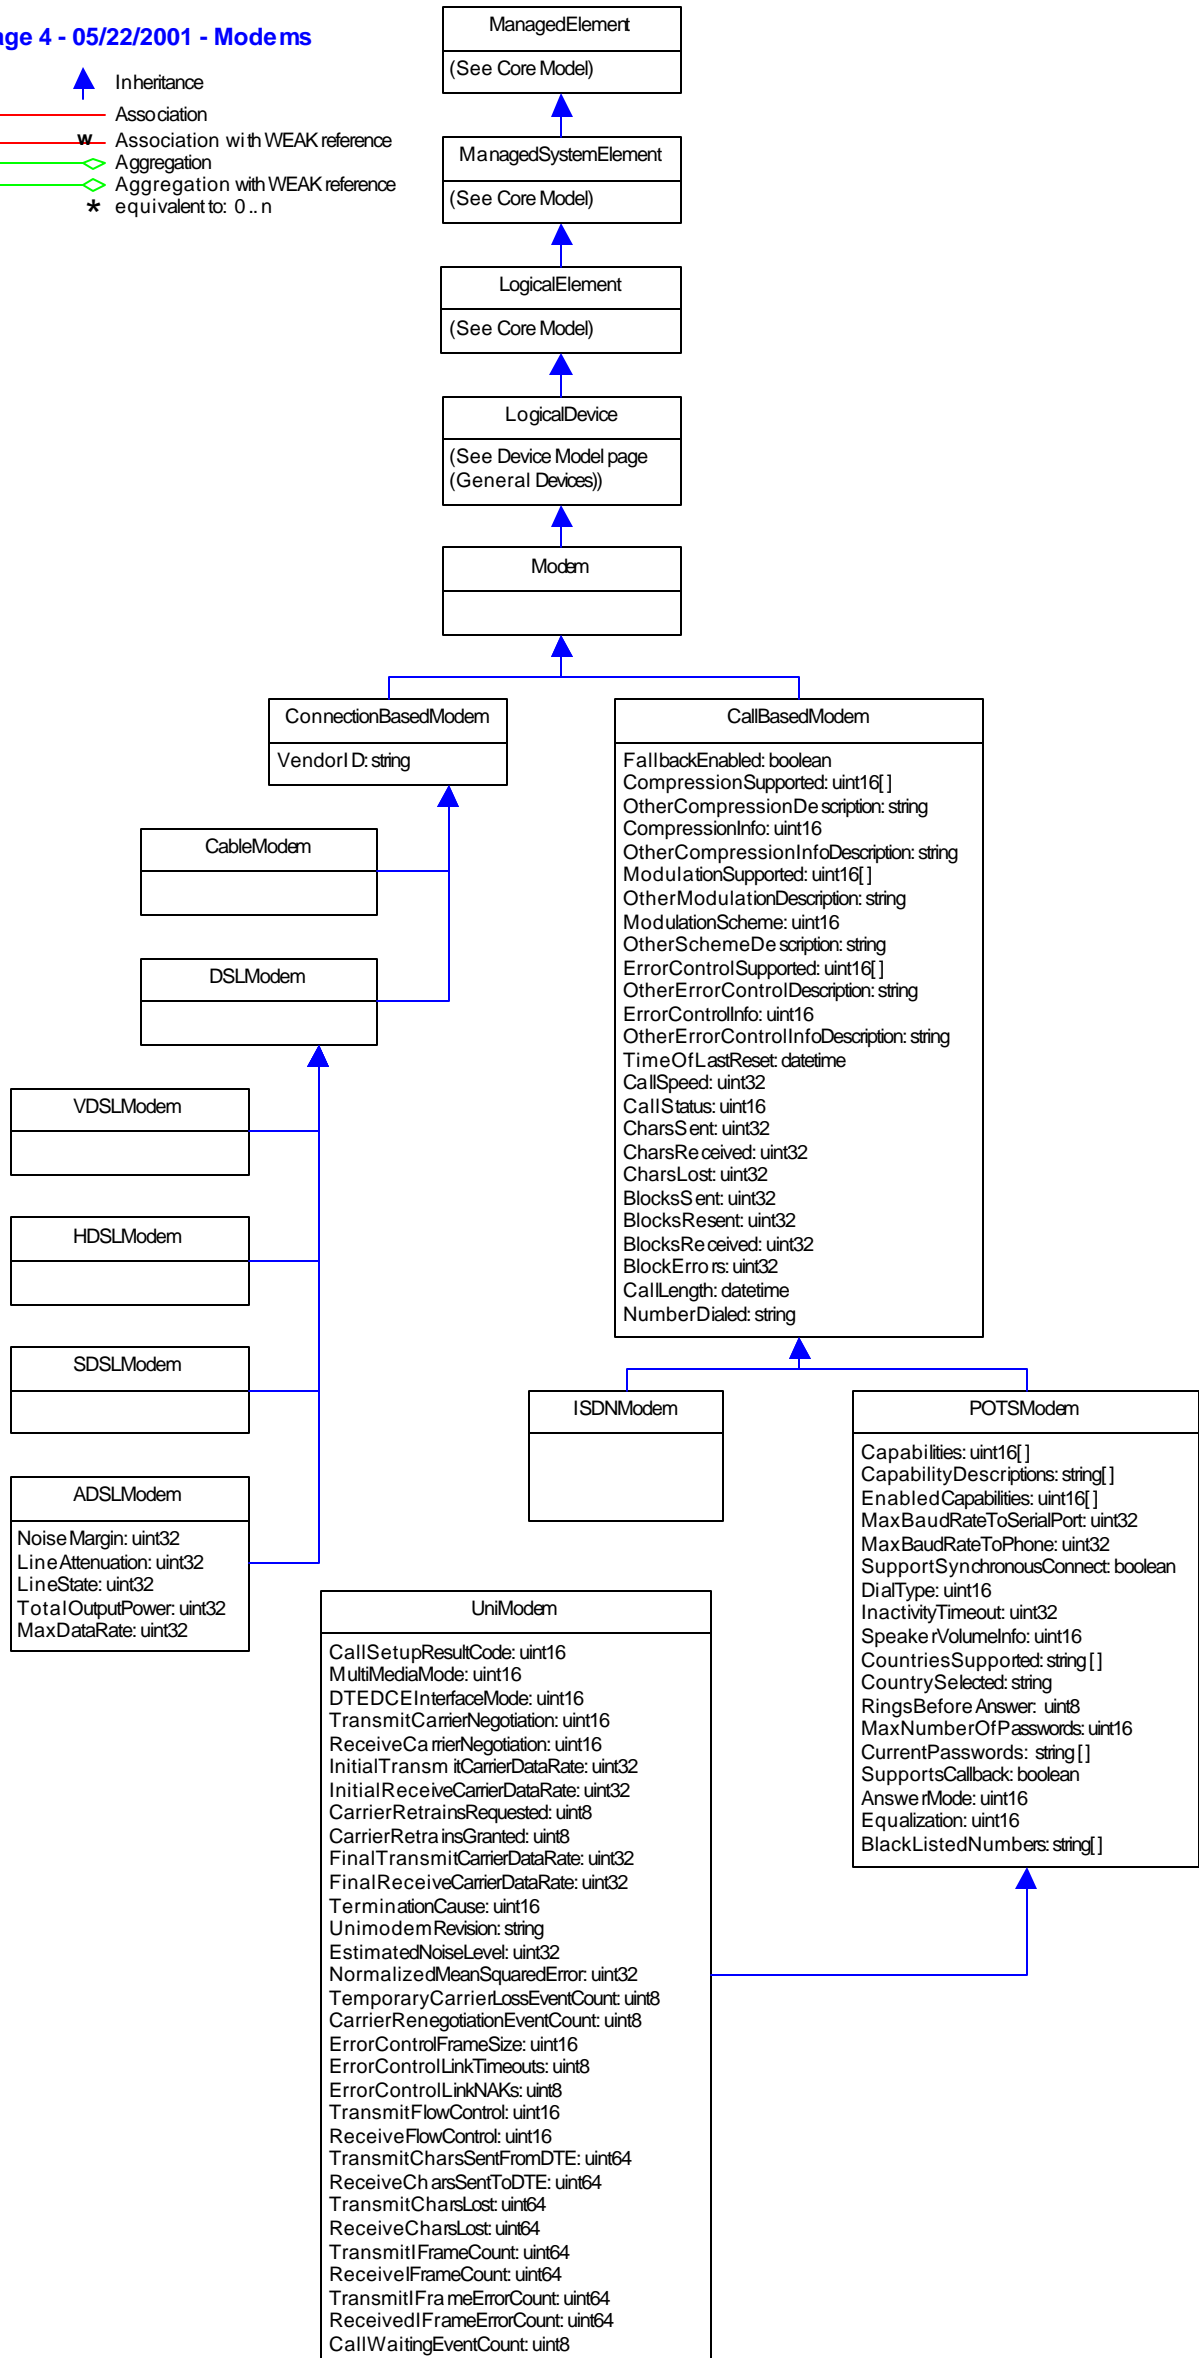 age 4 - 05/22/2001 - Modems
Inheritance
Association
w Association with WEAK reference
Aggregation
Aggregation with WEAK reference
* equivalent to: 0 .. n
ManagedElement
(See Core Model)
ManagedSystemElement
(See Core Model)
LogicalElement
(See Core Model)
LogicalDevice
(See Device Model page
(General Devices))
Modem
ConnectionBasedModem
VendorID: string
CallBasedModem
FallbackEnabled: boolean
CompressionSupported: uint16[ ]
OtherCompressionDescription: string
CompressionInfo: uint16
OtherCompressionInfoDescription: string
ModulationSupported: uint16[ ]
OtherModulationDescription: string
ModulationScheme: uint16
OtherSchemeDescription: string
ErrorControlSupported: uint16[ ]
OtherErrorControlDescription: string
ErrorControlInfo: uint16
OtherErrorControlInfoDescription: string
TimeOfLastReset: datetime
CallSpeed: uint32
CallStatus: uint16
CharsSent: uint32
CharsReceived: uint32
CharsLost: uint32
BlocksSent: uint32
BlocksResent: uint32
BlocksReceived: uint32
BlockErrors: uint32
CallLength: datetime
NumberDialed: string
CableModem
DSLModem
VDSLModem
HDSLModem
SDSLModem
ADSLModem
NoiseMargin: uint32
LineAttenuation: uint32
LineState: uint32
TotalOutputPower: uint32
MaxDataRate: uint32
ISDNModem
POTSModem
Capabilities: uint16[ ]
CapabilityDescriptions: string[ ]
EnabledCapabilities: uint16[ ]
MaxBaudRateToSerialPort: uint32
MaxBaudRateToPhone: uint32
SupportSynchronousConnect: boolean
DialType: uint16
InactivityTimeout: uint32
SpeakerVolumeInfo: uint16
CountriesSupported: string [ ]
CountrySelected: string
RingsBeforeAnswer: uint8
MaxNumberOfPasswords: uint16
CurrentPasswords: string [ ]
SupportsCallback: boolean
AnswerMode: uint16
Equalization: uint16
BlackListedNumbers: string[ ]
UniModem
CallSetupResultCode: uint16
MultiMediaMode: uint16
DTEDCEInterfaceMode: uint16
TransmitCarrierNegotiation: uint16
ReceiveCarrierNegotiation: uint16
InitialTransmitCarrierDataRate: uint32
InitialReceiveCarrierDataRate: uint32
CarrierRetrainsRequested: uint8
CarrierRetrainsGranted: uint8
FinalTransmitCarrierDataRate: uint32
FinalReceiveCarrierDataRate: uint32
TerminationCause: uint16
UnimodemRevision: string
EstimatedNoiseLevel: uint32
NormalizedMeanSquaredError: uint32
TemporaryCarrierLossEventCount: uint8
CarrierRenegotiationEventCount: uint8
ErrorControlFrameSize: uint16
ErrorControlLinkTimeouts: uint8
ErrorControlLinkNAKs: uint8
TransmitFlowControl: uint16
ReceiveFlowControl: uint16
TransmitCharsSentFromDTE: uint64
ReceiveCharsSentToDTE: uint64
TransmitCharsLost: uint64
ReceiveCharsLost: uint64
TransmitIFrameCount: uint64
ReceiveIFrameCount: uint64
TransmitIFrameErrorCount: uint64
ReceivedIFrameErrorCount: uint64
CallWaitingEventCount: uint8